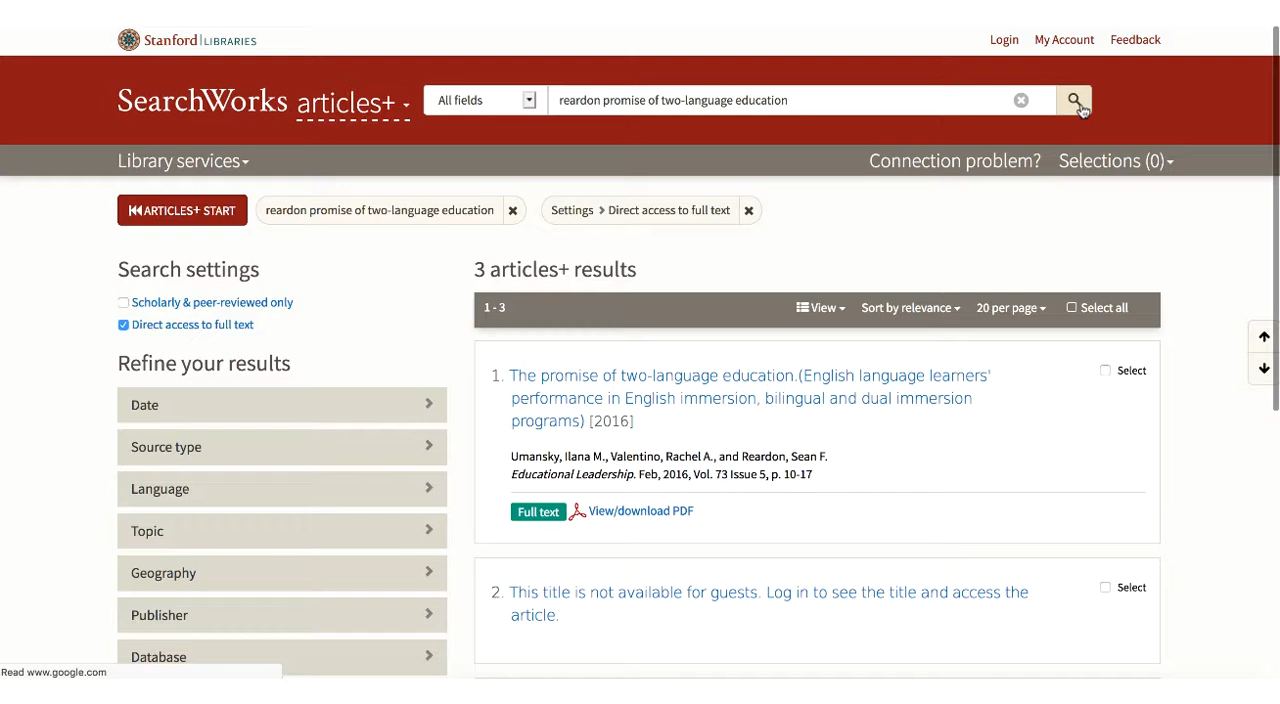 Stanford LIBRARIES
Login My Account Feedback
SearchWorks articles+ All fields reardon promise of two-language education
Library services Connection problem? Selections (0)
ARTICLES+ START reardon promise of two-language education Settings > Direct access to full text
Search settings
Scholarly & peer-reviewed only
Direct access to full text
Refine your results
Date
Source type
Language
Topic
Geography
Publisher
Database
3 articles+ results
1 - 3 View Sort by relevance 20 per page Select all
1. The promise of two-language education.(English language learners' Select
performance in English immersion, bilingual and dual immersion
programs) [2016]
Umansky, Ilana M., Valentino, Rachel A., and Reardon, Sean F.
Educational Leadership. Feb, 2016, Vol. 73 Issue 5, p. 10-17
Full text View/download PDF
2. This title is not available for guests. Log in to see the title and access the Select
article.
Read www.google.com